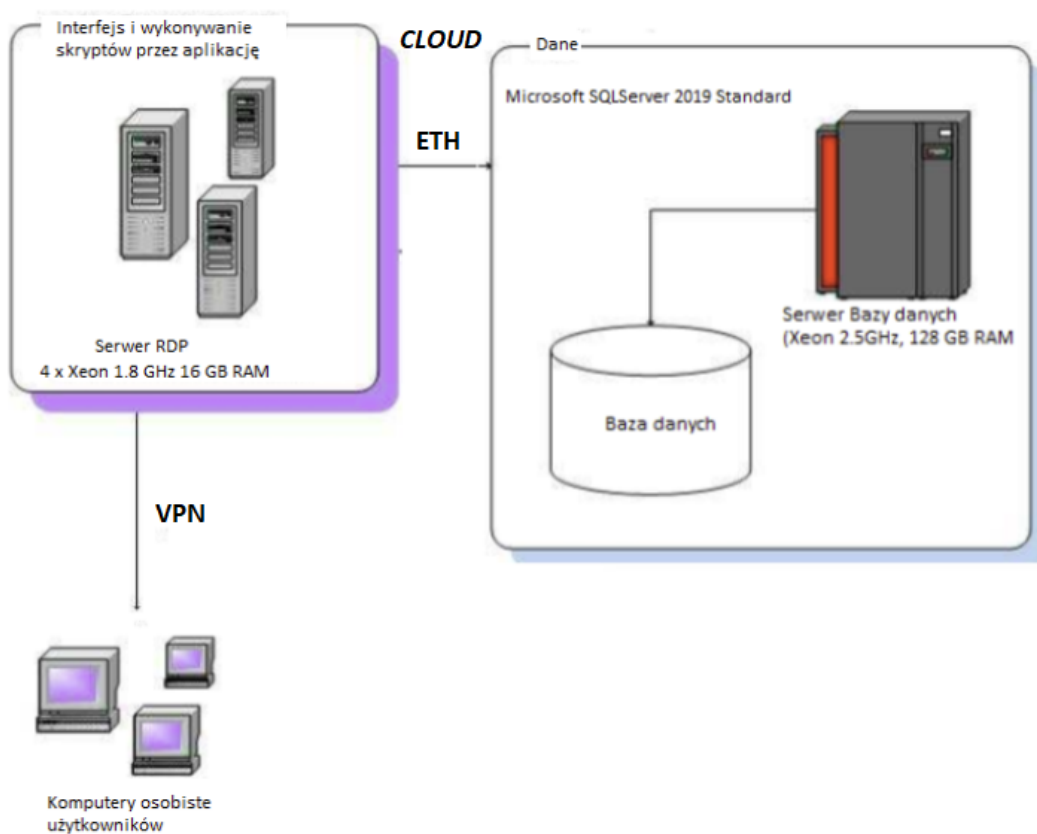 Interfejs i wykonywanie
skryptów przez aplikację
Serwer RDP
4 x Xeon 1.8 GHz 16 GB RAM
CLOUD
ETH
Dane
Microsoft SQLServer 2019 Standard
Serwer Bazy danych
(Xeon 2.5GHz, 128 GB RAM
Baza danych
VPN
Komputery osobiste
użytkowników